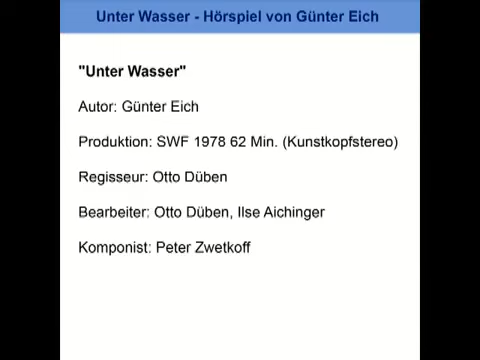 Unter Wasser - Hörspiel von Günter Eich
"Unter Wasser"
Autor: Günter Eich
Produktion: SWF 1978 62 Min. (Kunstkopfstereo)
Regisseur: Otto Düben
Bearbeiter: Otto Düben, Ilse Aichinger
Komponist: Peter Zwetkoff